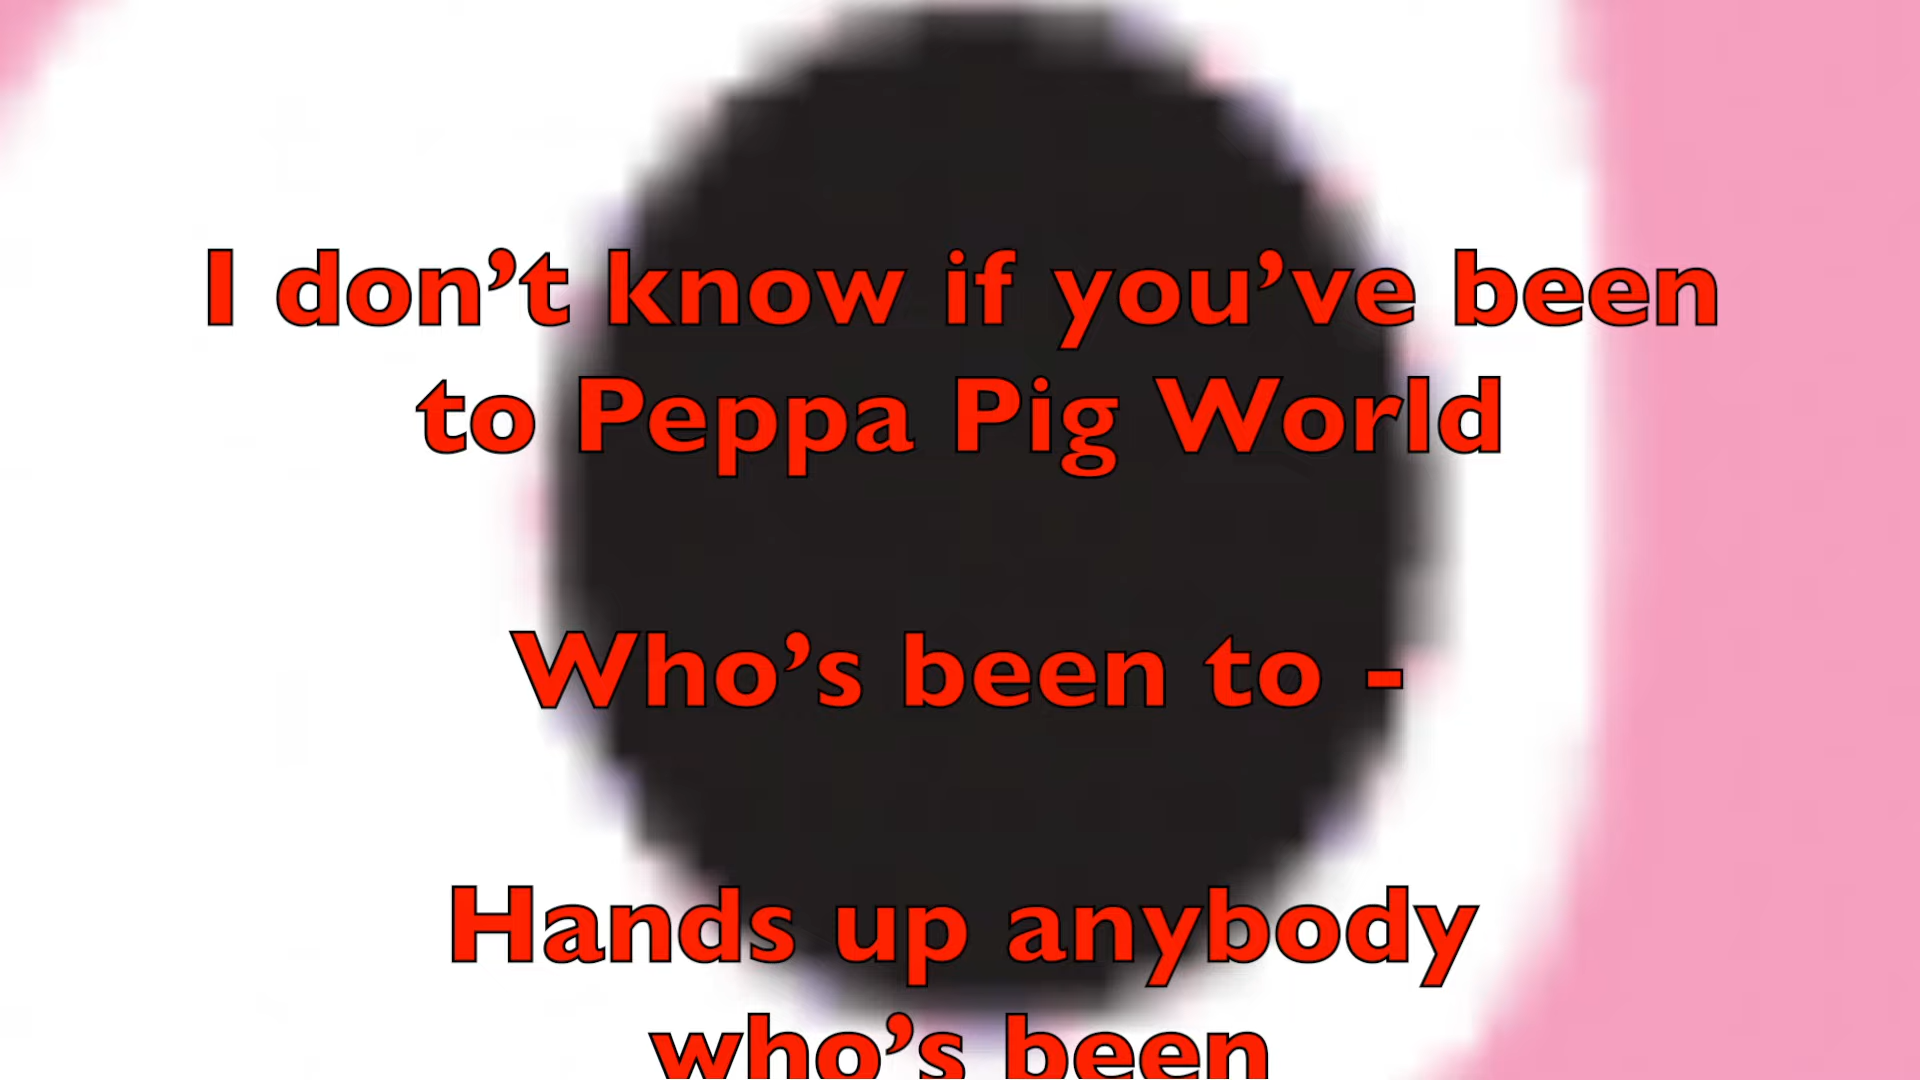 I don’t know if you’ve been
to Peppa Pig World
Who’s been to -
Hands up anybody
who’s been